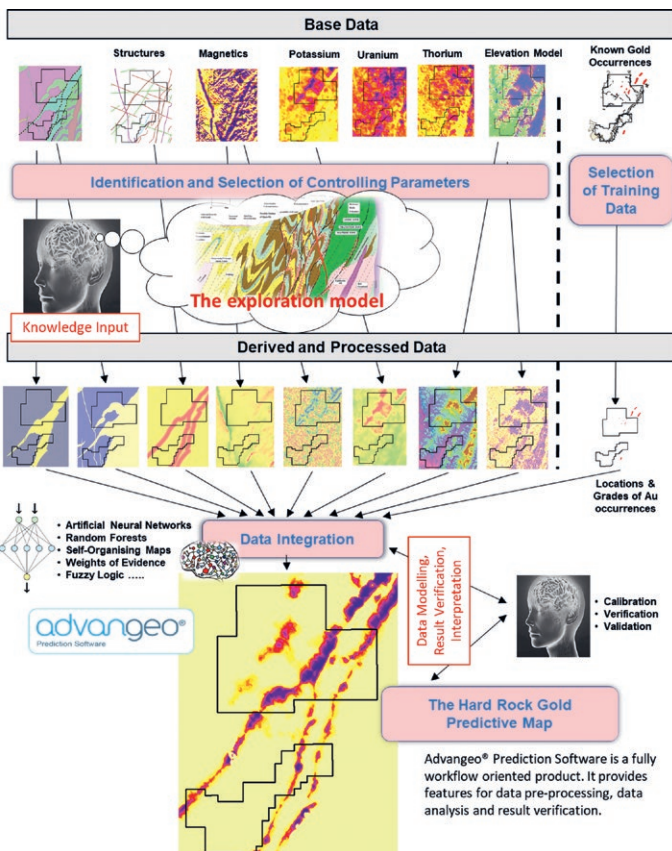 Base Data
Structures
Magnetics
Potassium
Uranium
Thorium
Elevation Model
Known Gold
Occurrences
Identification and Selection of Controlling Parameters
Selection
of Training
Data
The exploration model
Knowledge Input
Derived and Processed Data
Locations &
Grades of Au
occurrences
• Artificial Neural Networks
• Random Forests
• Self-Organising Maps
• Weights of Evidence
• Fuzzy Logic .....
Data Integration
Data Modelling,
Result Verification,
Interpretation
• Calibration
• Verification
• Validation
advangeo®
Prediction Software
The Hard Rock Gold
Predictive Map
Advangeo® Prediction Software is a fully
workflow oriented product. It provides
features for data pre-processing, data
analysis and result verification.